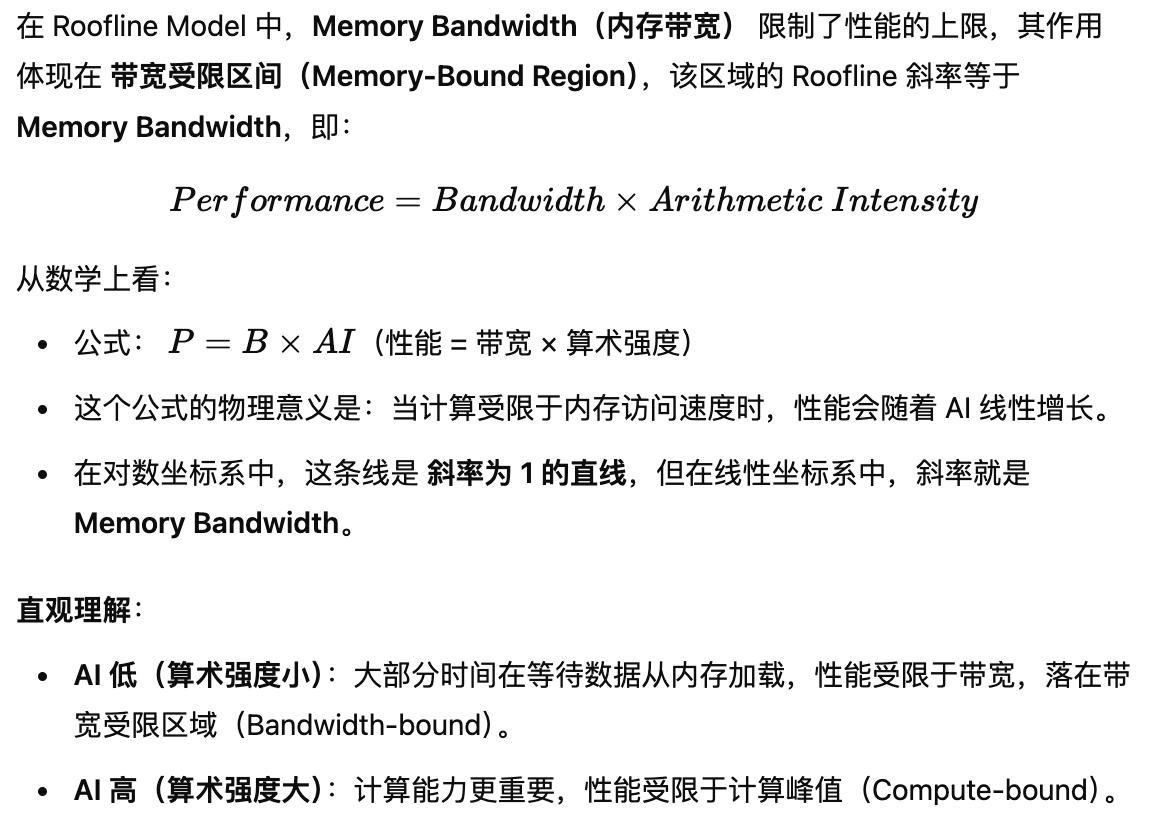 在 Roofline Model 中，Memory Bandwidth（内存带宽） 限制了性能的上限，其作用
体现在 带宽受限区间（Memory-Bound Region），该区域的 Roofline 斜率等于
Memory Bandwidth，即：
Performance = Bandwidth × Arithmetic Intensity
从数学上看：
• 公式： P = B × AI（性能 = 带宽 × 算术强度）
• 这个公式的物理意义是：当计算受限于内存访问速度时，性能会随着 AI 线性增长。
• 在对数坐标系中，这条线是 斜率为 1 的直线，但在线性坐标系中，斜率就是
Memory Bandwidth。
直观理解：
• AI 低（算术强度小）：大部分时间在等待数据从内存加载，性能受限于带宽，落在带
宽受限区域（Bandwidth-bound）。
• AI 高（算术强度大）：计算能力更重要，性能受限于计算峰值（Compute-bound）。